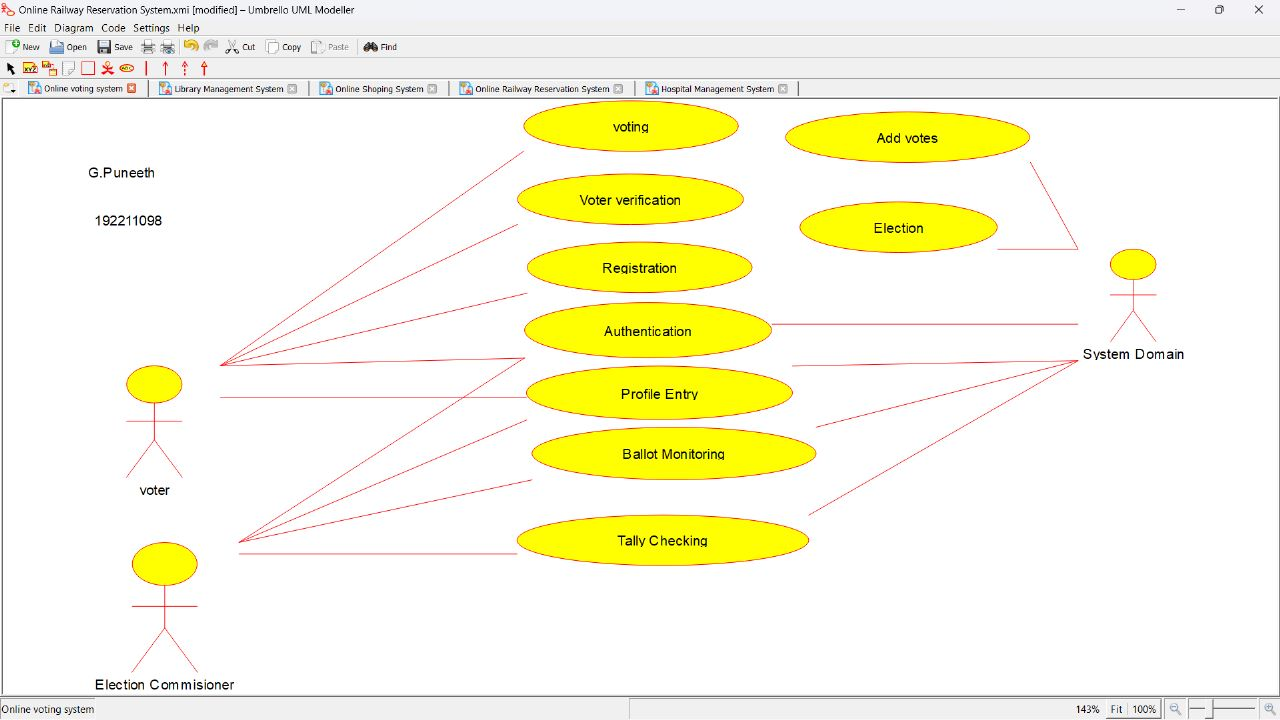 Online Railway Reservation System.xmi [modified] – Umbrello UML Modeller
File Edit Diagram Code Settings Help
New Open Save Cut Copy Paste Find
Online voting system Library Management System Online Shoping System Online Railway Reservation System Hospital Management System
voting
Add votes
G.Puneeth
Voter verification
192211098
Election
Registration
Authentication
System Domain
Profile Entry
Ballot Monitoring
voter
Tally Checking
Election Commisioner
Online voting system 143% Fit 100%